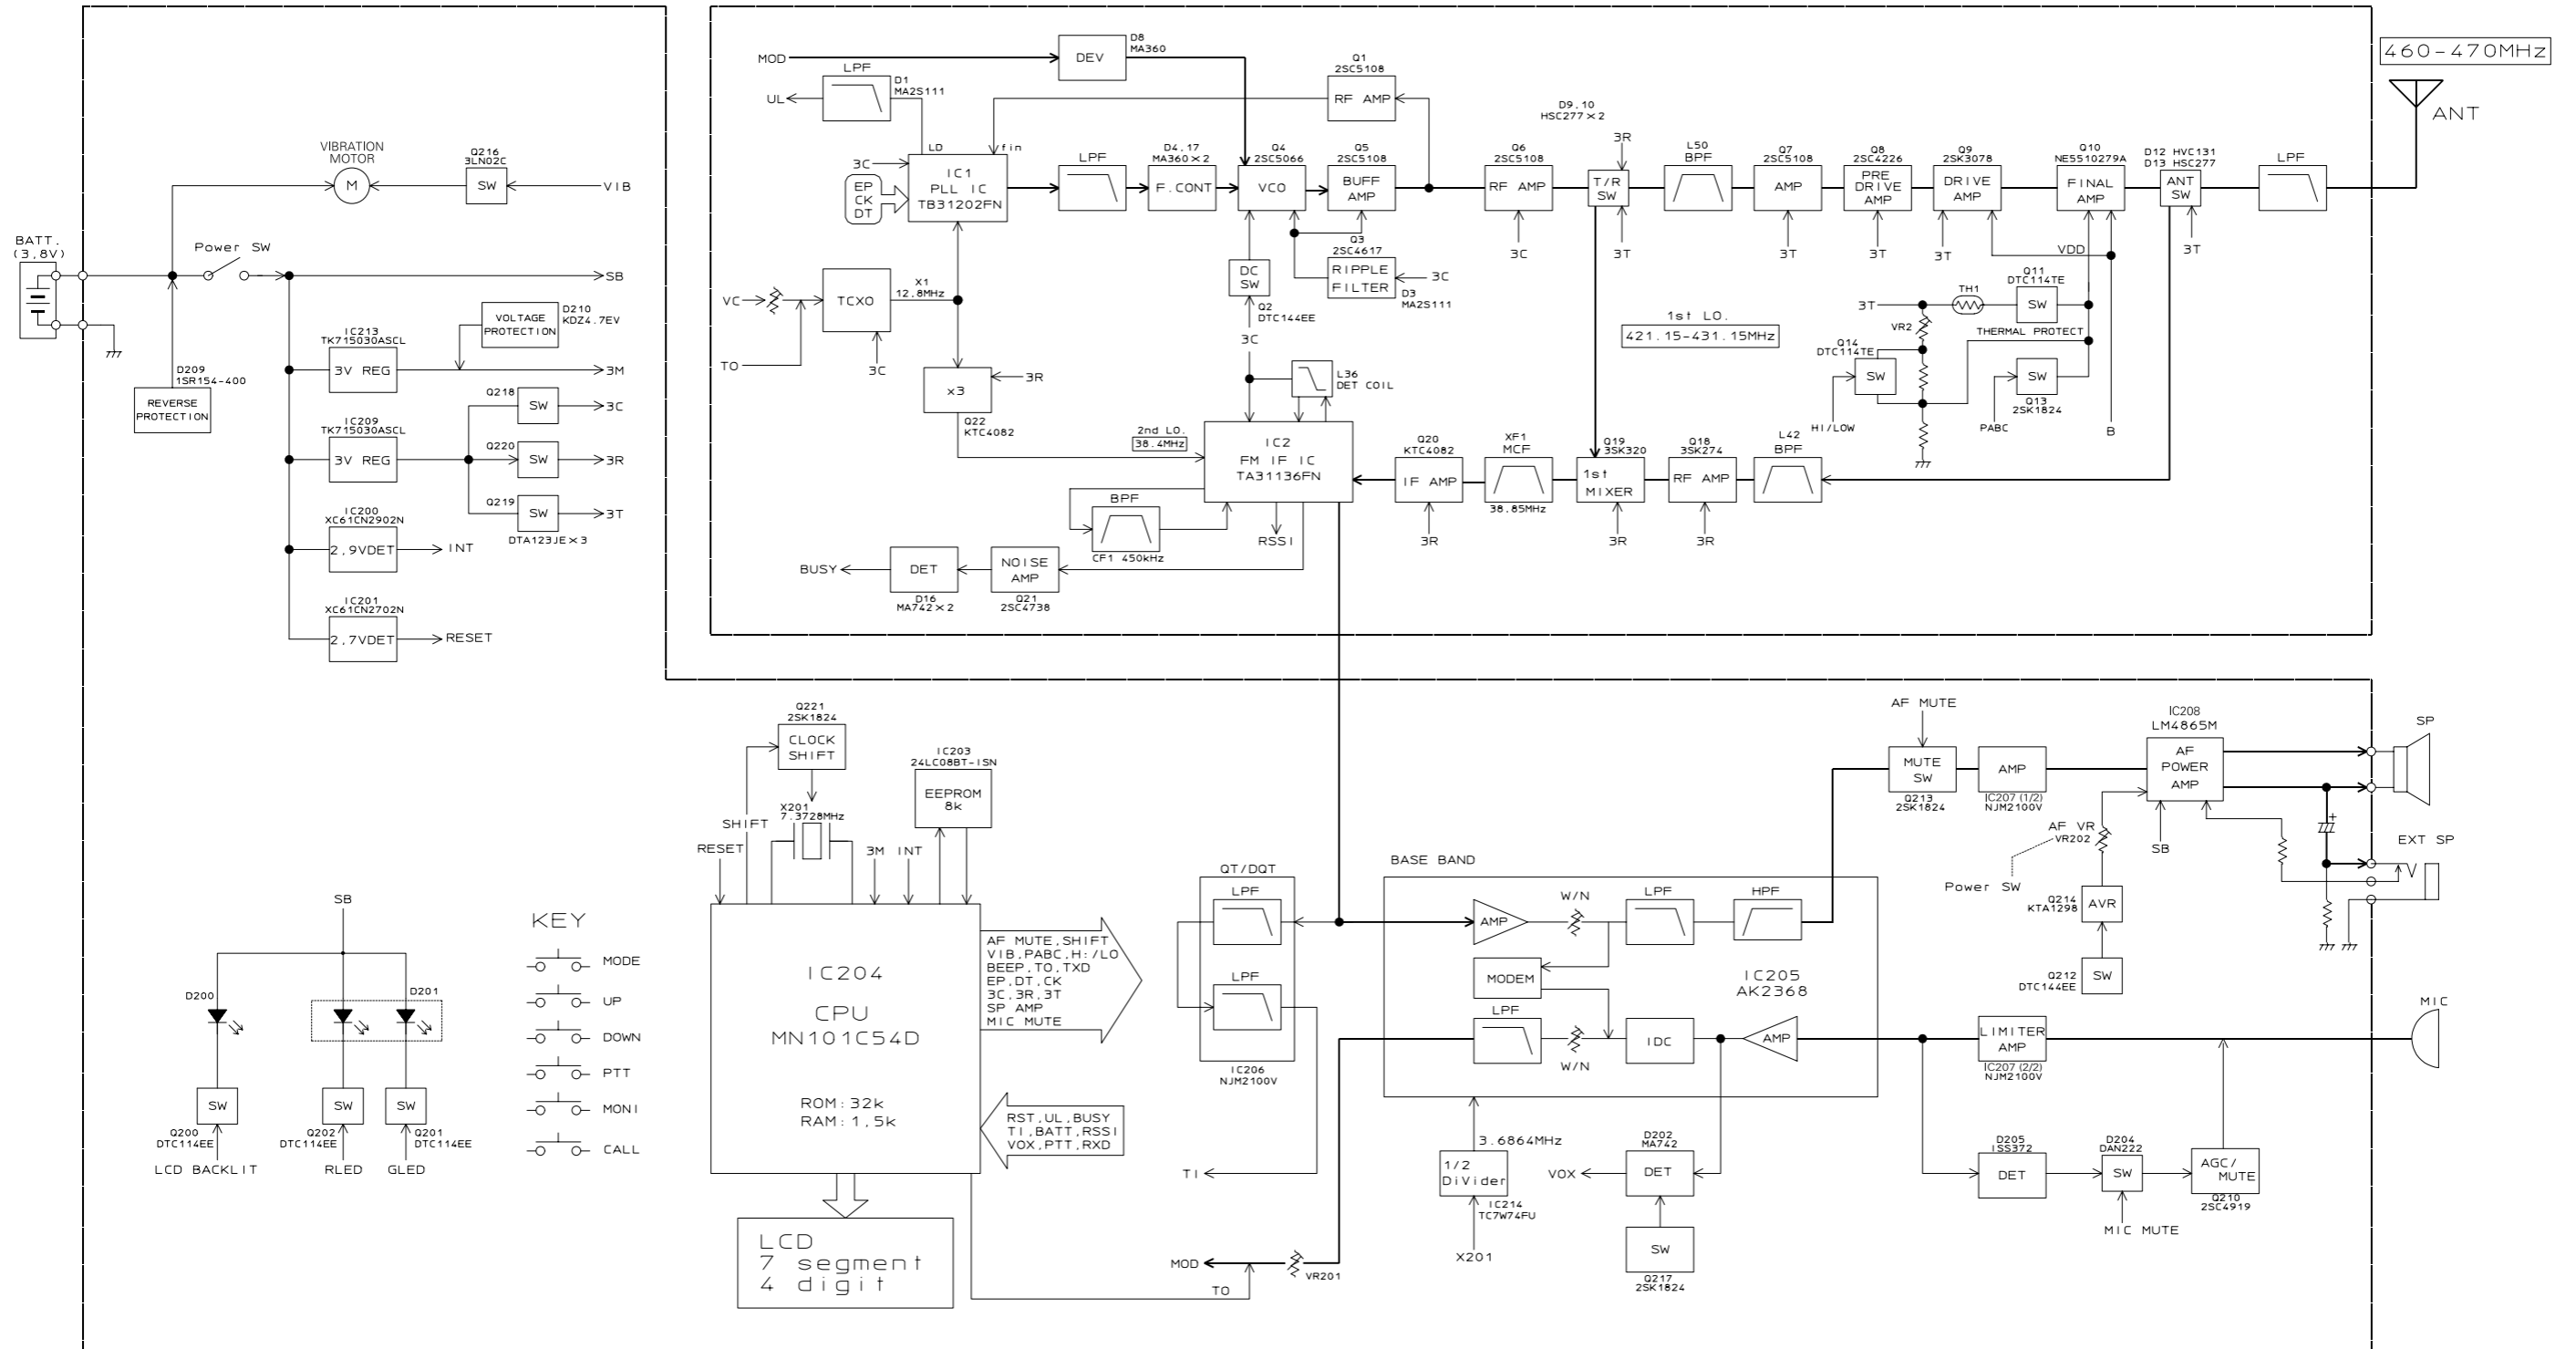 VIBRATION
MOTOR
M
Q216
3LN02C
SW
VIB
BATT.
(3,8V)
Power SW
SB
D210
KDZ4.7EV
VOLTAGE
PROTECTION
D209
1SR154-400
REVERSE
PROTECTION
IC213
TK715030ASCL
3V REG
3M
Q218
SW
3C
IC209
TK715030ASCL
3V REG
Q220
SW
3R
Q219
SW
3T
DTA123JE×3
IC200
XC61CN2902N
2,9VDET
INT
IC201
XC61CN2702N
2,7VDET
RESET
MOD
D8
MA360
DEV
LPF
D1
MA2S111
UL
Q1
2SC5108
RF AMP
LD
fin
3C
EP
CK
DT
IC1
PLL IC
TB31202FN
LPF
D4,17
MA360×2
F.CONT
Q4
2SC5066
VCO
Q5
2SC5108
BUFF
AMP
Q6
2SC5108
RF AMP
3C
D9,10
HSC277×2
3R
T/R
SW
3T
L50
BPF
Q7
2SC5108
AMP
3T
Q8
2SC4226
PRE
DRIVE
AMP
3T
Q9
2SK3078
DRIVE
AMP
3T
Q10
NE5510279A
FINAL
AMP
VDD
D12 HVC131
D13 HSC277
ANT
SW
3T
LPF
460-470MHz
ANT
VC
TO
TCXO
X1
12,8MHz
3C
DC
SW
Q2
DTC144EE
3C
Q3
2SC4617
RIPPLE
FILTER
3C
D3
MA2S111
1st LO.
421.15-431.15MHz
3T
TH1
Q11
DTC114TE
SW
VR2
THERMAL PROTECT
Q14
DTC114TE
SW
HI/LOW
SW
Q13
2SK1824
PABC
B
x3
3R
Q22
KTC4082
L36
DET COIL
2nd LO.
38.4MHz
IC2
FM IF IC
TA31136FN
Q20
KTC4082
IF AMP
3R
XF1
MCF
38,85MHz
Q19
3SK320
1st
MIXER
3R
Q18
3SK274
RF AMP
3R
L42
BPF
BPF
CF1 450kHz
RSSI
BUSY
DET
D16
MA742×2
NOISE
AMP
Q21
2SC4738
Q221
2SK1824
CLOCK
SHIFT
X201
7.3728MHz
SHIFT
RESET
IC203
24LC08BT-ISN
EEPROM
8k
3M
INT
IC204
CPU
MN101C54D
ROM:32k
RAM:1,5k
AF MUTE,SHIFT
VIB,PABC,H:/LO
BEEP,TO,TXD
EP,DT,CK
3C,3R,3T
SP AMP
MIC MUTE
RST,UL,BUSY
TI,BATT,RSSI
VOX,PTT,RXD
LCD
7 segment
4 digit
SB
D200
D201
SW
Q200
DTC114EE
LCD BACKLIT
SW
Q202
DTC114EE
RLED
SW
Q201
DTC114EE
GLED
KEY
MODE
UP
DOWN
PTT
MONI
CALL
QT/DQT
LPF
LPF
IC206
NJM2100V
TI
MOD
TO
VR201
BASE BAND
AMP
W/N
LPF
HPF
MODEM
IC205
AK2368
LPF
W/N
IDC
AMP
3.6864MHz
1/2
DiVider
IC214
TC7W74FU
X201
VOX
D202
MA742
DET
SW
Q217
2SK1824
AF MUTE
MUTE
SW
Q213
2SK1824
AMP
IC207 (1/2)
NJM2100V
IC208
LM4865M
AF
POWER
AMP
SB
AF VR
VR202
Power SW
Q214
KTA1298
AVR
Q212
DTC144EE
SW
SP
+
EXT SP
MIC
LIMITER
AMP
IC207 (2/2)
NJM2100V
D205
ISS372
DET
D204
DAN222
SW
MIC MUTE
AGC/
MUTE
Q210
2SC4919